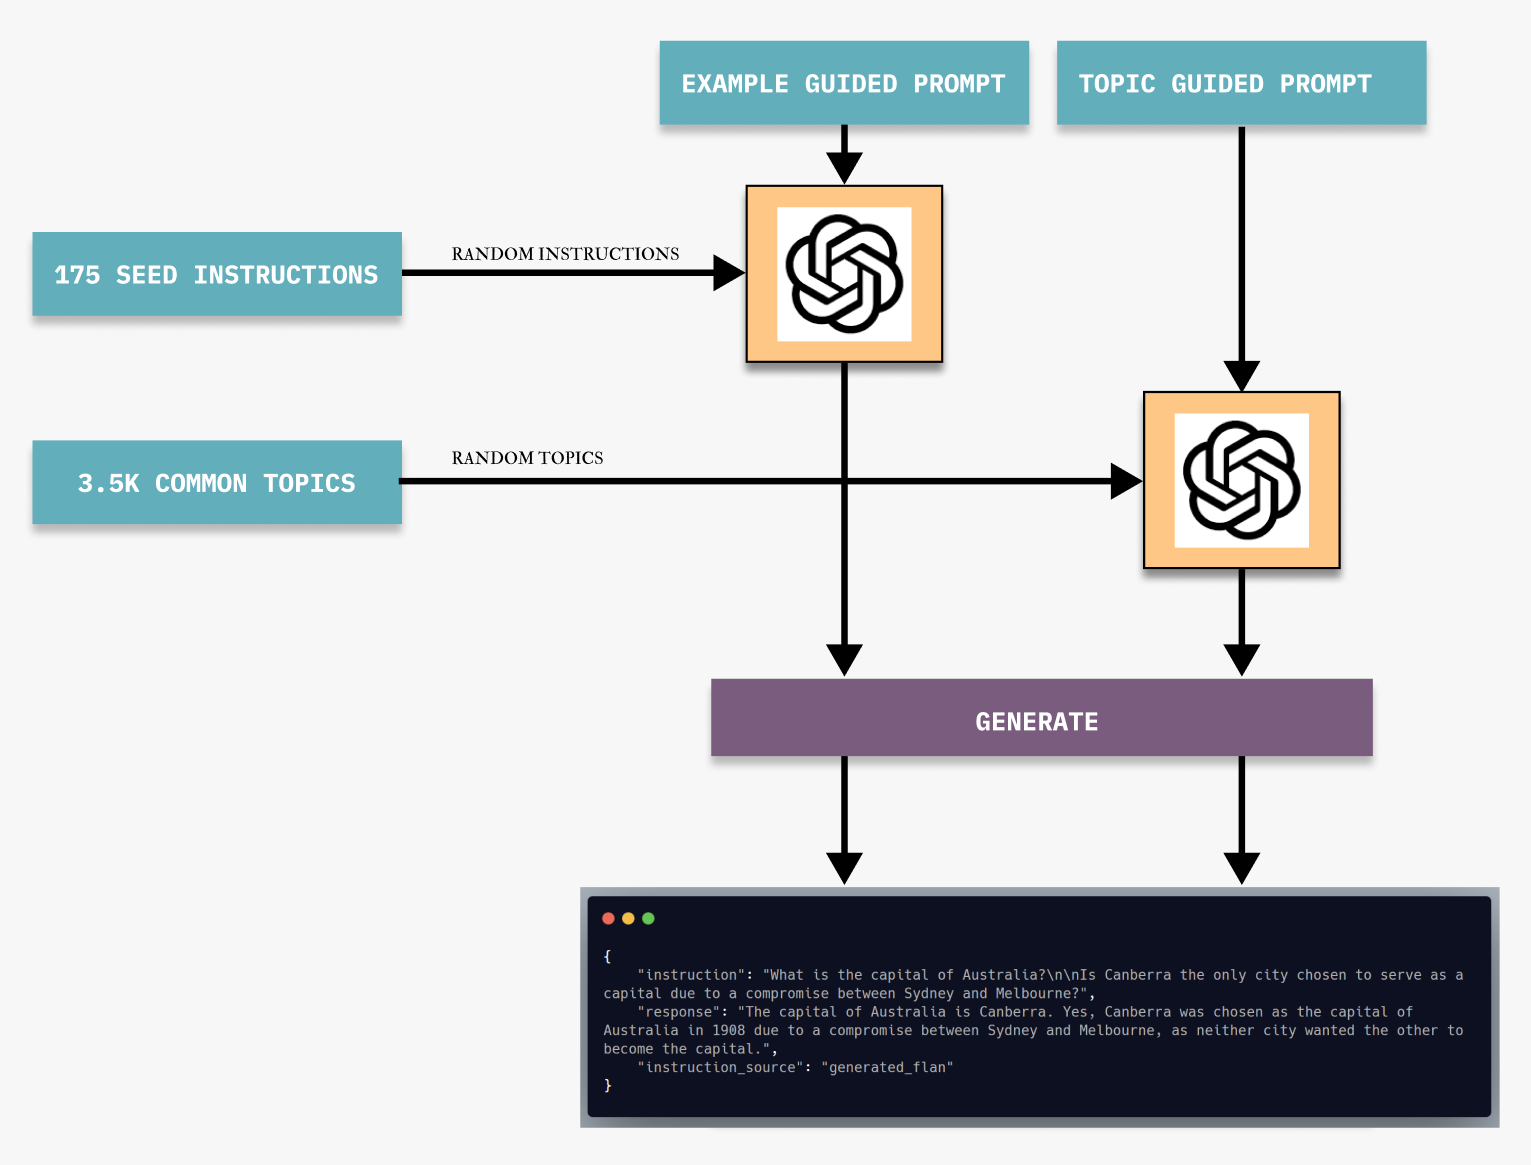 EXAMPLE GUIDED PROMPT
TOPIC GUIDED PROMPT
175 SEED INSTRUCTIONS
RANDOM INSTRUCTIONS
3.5K COMMON TOPICS
RANDOM TOPICS
GENERATE
{
    "instruction": "What is the capital of Australia?\n\nIs Canberra the only city chosen to serve as a
capital due to a compromise between Sydney and Melbourne?",
    "response": "The capital of Australia is Canberra. Yes, Canberra was chosen as the capital of
Australia in 1908 due to a compromise between Sydney and Melbourne, as neither city wanted the other to
become the capital.",
    "instruction_source": "generated_flan"
}